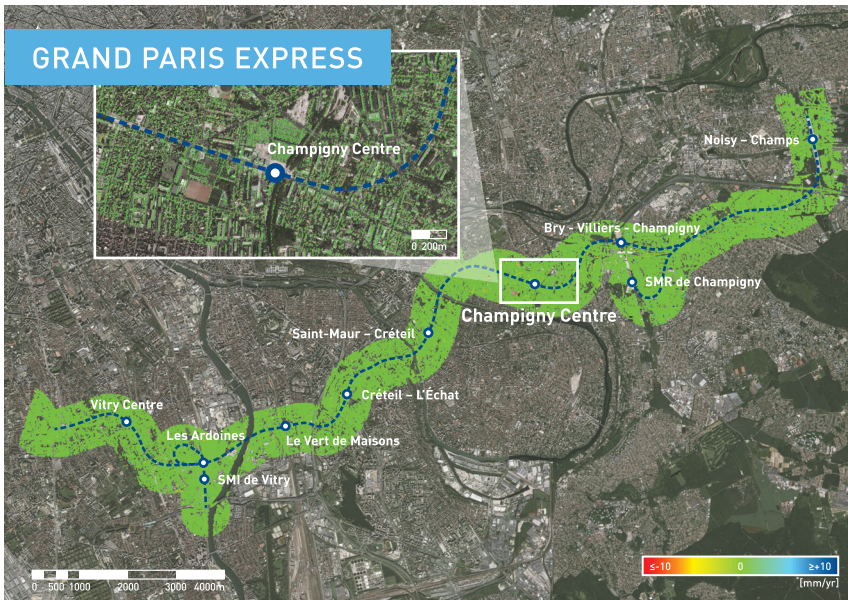 GRAND PARIS EXPRESS
Champigny Centre
0 200m
Noisy – Champs
Bry - Villiers - Champigny
SMR de Champigny
Champigny Centre
Saint-Maur – Créteil
Créteil – L'Échat
Vitry Centre
Les Ardoines
Le Vert de Maisons
SMI de Vitry
0 500 1000 2000 3000 4000m
≤-10 0 ≥+10
[mm/yr]